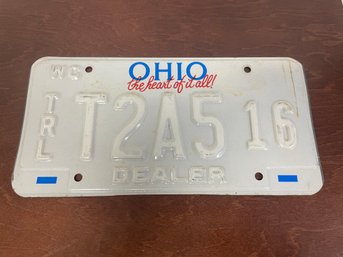 OHIO
the heart of it all!
WC
TRL
T2A5 16
DEALER